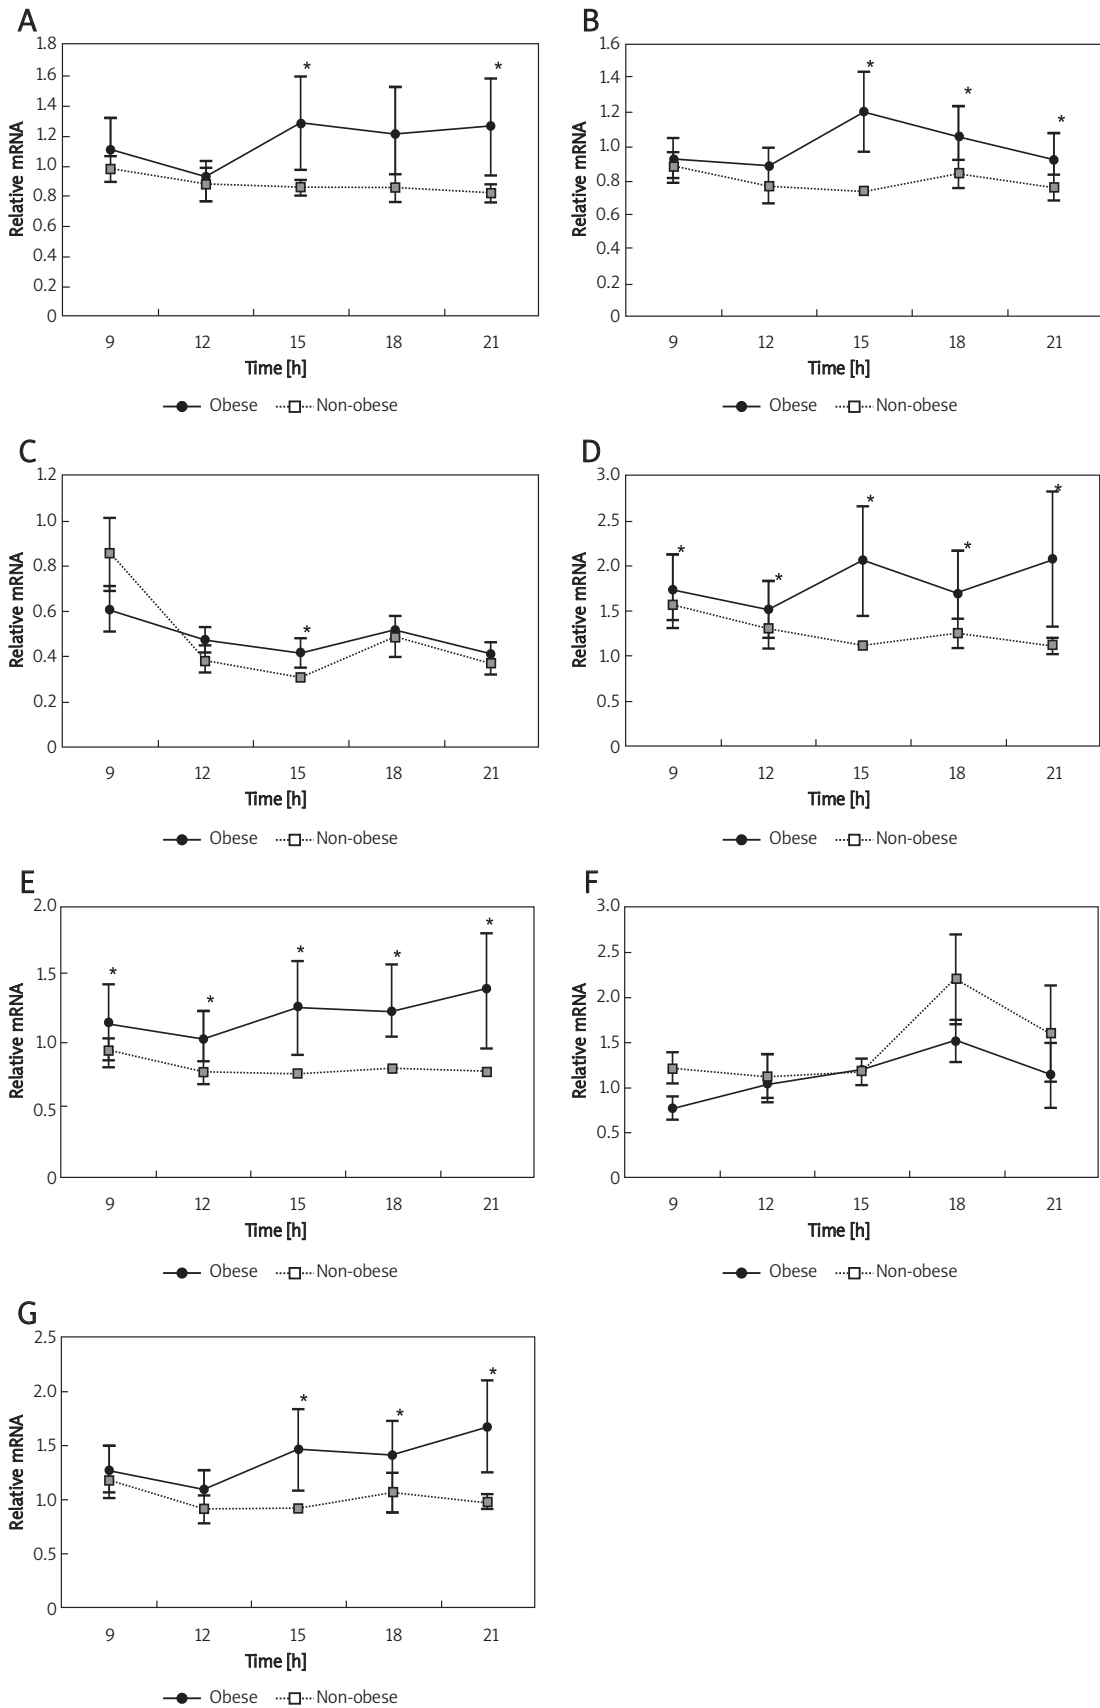 A
Relative mRNA
1.8
1.6
1.4
1.2
1.0
0.8
0.6
0.4
0.2
0
* *
9 12 15 18 21
Time [h]
Obese Non-obese
B
Relative mRNA
1.6
1.4
1.2
1.0
0.8
0.6
0.4
0.2
0
* * *
9 12 15 18 21
Time [h]
Obese Non-obese
C
Relative mRNA
1.2
1.0
0.8
0.6
0.4
0.2
0
*
9 12 15 18 21
Time [h]
Obese Non-obese
D
Relative mRNA
3.0
2.5
2.0
1.5
1.0
0.5
0
* * * * *
9 12 15 18 21
Time [h]
Obese Non-obese
E
Relative mRNA
2.0
1.5
1.0
0.5
0
* * * * *
9 12 15 18 21
Time [h]
Obese Non-obese
F
Relative mRNA
3.0
2.5
2.0
1.5
1.0
0.5
0
9 12 15 18 21
Time [h]
Obese Non-obese
G
Relative mRNA
2.5
2.0
1.5
1.0
0.5
0
* * *
9 12 15 18 21
Time [h]
Obese Non-obese